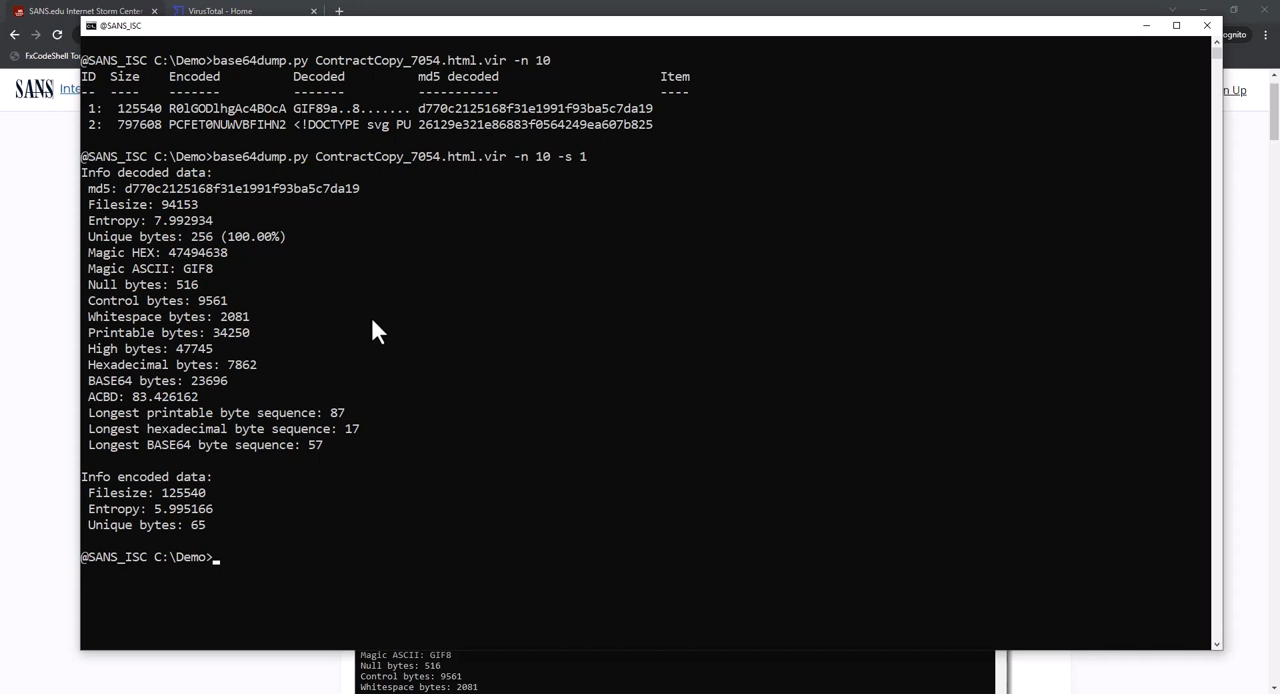 SANS.edu Internet Storm Center
VirusTotal - Home
@SANS_ISC
ognito
FxCodeShell
SANS
Inte
n Up
@SANS_ISC C:\Demo>base64dump.py ContractCopy_7054.html.vir -n 10
ID  Size    Encoded          Decoded          md5 decoded                      Item
--  ----    -------          -------          -----------                      ----
1:  125540 R0lGODlhgAc4BOcA GIF89a..8....... d770c2125168f31e1991f93ba5c7da19
2:  797608 PCFET0NUWVBFIHN2 <!DOCTYPE svg PU 26129e321e86883f0564249ea607b825
@SANS_ISC C:\Demo>base64dump.py ContractCopy_7054.html.vir -n 10 -s 1
Info decoded data:
md5: d770c2125168f31e1991f93ba5c7da19
Filesize: 94153
Entropy: 7.992934
Unique bytes: 256 (100.00%)
Magic HEX: 47494638
Magic ASCII: GIF8
Null bytes: 516
Control bytes: 9561
Whitespace bytes: 2081
Printable bytes: 34250
High bytes: 47745
Hexadecimal bytes: 7862
BASE64 bytes: 23696
ACBD: 83.426162
Longest printable byte sequence: 87
Longest hexadecimal byte sequence: 17
Longest BASE64 byte sequence: 57
Info encoded data:
Filesize: 125540
Entropy: 5.995166
Unique bytes: 65
@SANS_ISC C:\Demo>
Magic ASCII: GIF8
Null bytes: 516
Control bytes: 9561
Whitespace bytes: 2081